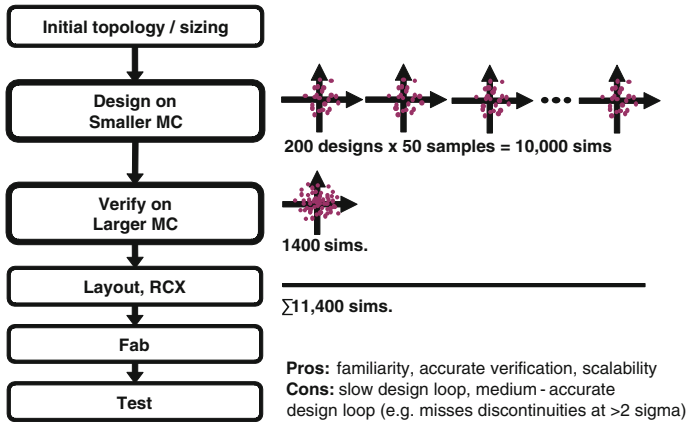 Initial topology / sizing
Design on
Smaller MC
200 designs x 50 samples = 10,000 sims
Verify on
Larger MC
1400 sims.
Layout, RCX
∑11,400 sims.
Fab
Test
Pros: familiarity, accurate verification, scalability
Cons: slow design loop, medium - accurate
design loop (e.g. misses discontinuities at >2 sigma)